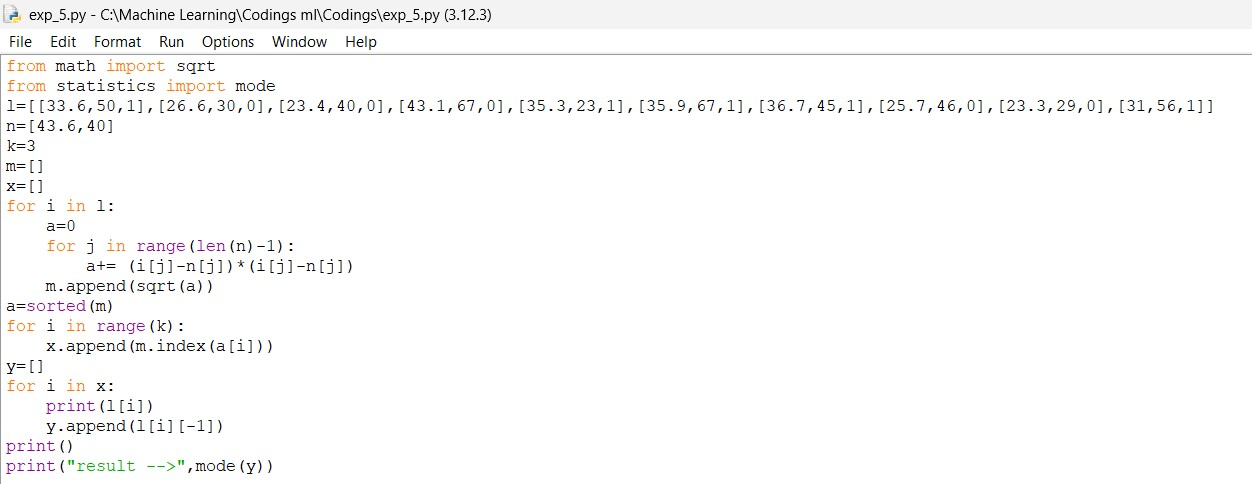 exp_5.py - C:\Machine Learning\Codings ml\Codings\exp_5.py (3.12.3)
File Edit Format Run Options Window Help
from math import sqrt
from statistics import mode
l=[[33.6,50,1],[26.6,30,0],[23.4,40,0],[43.1,67,0],[35.3,23,1],[35.9,67,1],[36.7,45,1],[25.7,46,0],[23.3,29,0],[31,56,1]]
n=[43.6,40]
k=3
m=[]
x=[]
for i in l:
    a=0
    for j in range(len(n)-1):
        a+= (i[j]-n[j])*(i[j]-n[j])
    m.append(sqrt(a))
a=sorted(m)
for i in range(k):
    x.append(m.index(a[i]))
y=[]
for i in x:
    print(l[i])
    y.append(l[i][-1])
print()
print("result -->",mode(y))